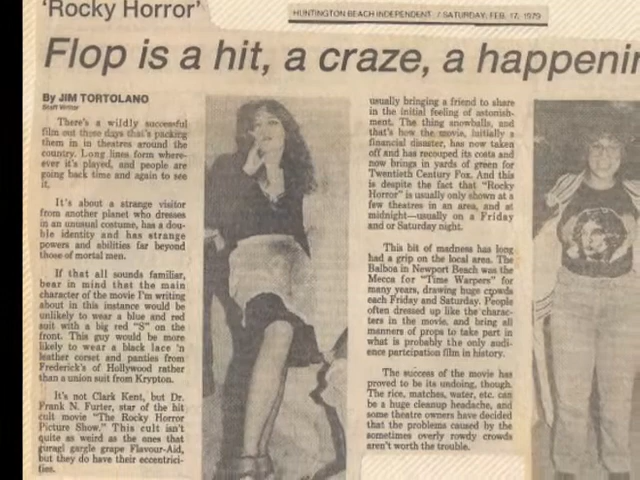 'Rocky Horror'
HUNTINGTON BEACH INDEPENDENT / SATURDAY, FEB. 17, 1979
Flop is a hit, a craze, a happenin
By JIM TORTOLANO
Staff Writer
There's a wildly successful
film out these days that's packing
them in in theatres around the
country. Long lines form where-
ever it's played, and people are
going back time and again to see
it.
It's about a strange visitor
from another planet who dresses
in an unusual costume, has a dou-
ble identity and has strange
powers and abilities far beyond
those of mortal men.
If that all sounds familiar,
bear in mind that the main
character of the movie I'm writing
about in this instance would be
unlikely to wear a blue and red
suit with a big red "S" on the
front. This guy would be more
likely to wear a black lace 'n
leather corset and panties from
Frederick's of Hollywood rather
than a union suit from Krypton.
It's not Clark Kent, but Dr.
Frank N. Furter, star of the hit
cult movie "The Rocky Horror
Picture Show." This cult isn't
quite as weird as the ones that
guragl gargle grape Flavour-Aid,
but they do have their eccentrici-
ties.
usually bringing a friend to share
in the initial feeling of astonish-
ment. The thing snowballs, and
that's how the movie, initially a
financial disaster, has now taken
off and has recouped its costs and
now brings in yards of green for
Twentieth Century Fox. And this
is despite the fact that "Rocky
Horror" is usually only shown at a
few theatres in an area, and at
midnight—usually on a Friday
and/or Saturday night.
This bit of madness has long
had a grip on the local area. The
Balboa in Newport Beach was the
Mecca for "Time Warpers" for
many years, drawing huge crowds
each Friday and Saturday. People
often dressed up like the charac-
ters in the movie, and bring all
manners of props to take part in
what is probably the only audi-
ence partcipation film in history.
The success of the movie has
proved to be its undoing, though.
The rice, matches, water, etc. can
be a huge cleanup headache, and
some theatre owners have decided
that the problems caused by the
sometimes overly rowdy crowds
aren't worth the trouble.